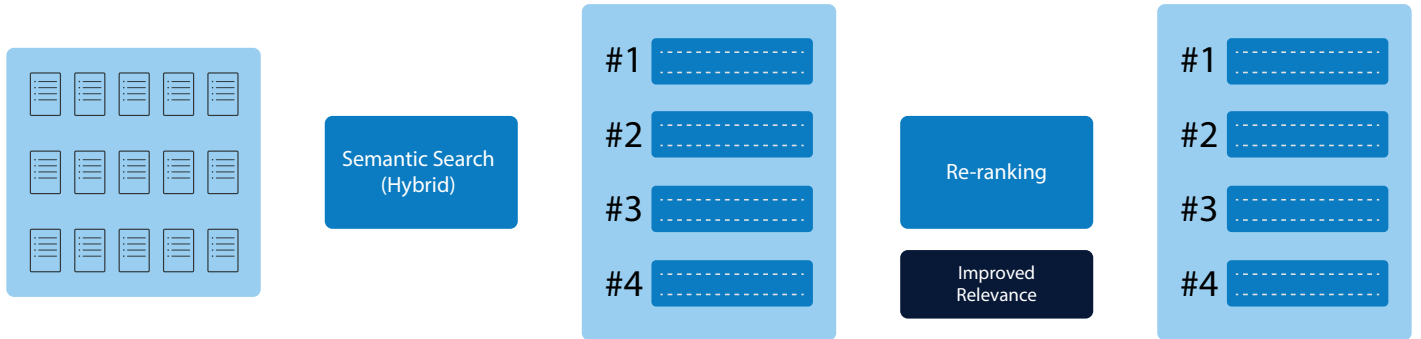 Semantic Search
(Hybrid)
#1
#2
#3
#4
Re-ranking
Improved
Relevance
#1
#2
#3
#4